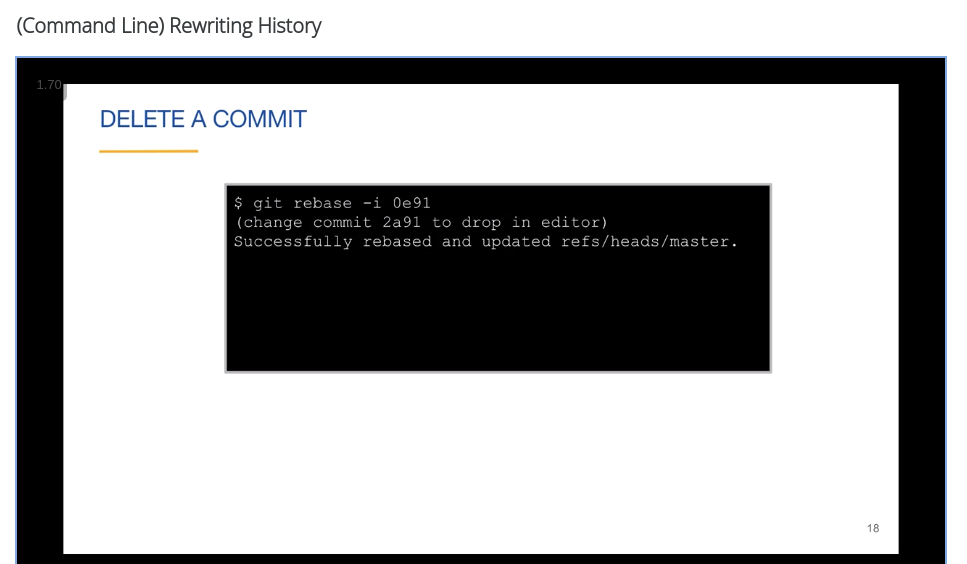 (Command Line) Rewriting History
1.70
DELETE A COMMIT
$ git rebase -i 0e91
(change commit 2a91 to drop in editor)
Successfully rebased and updated refs/heads/master.
18